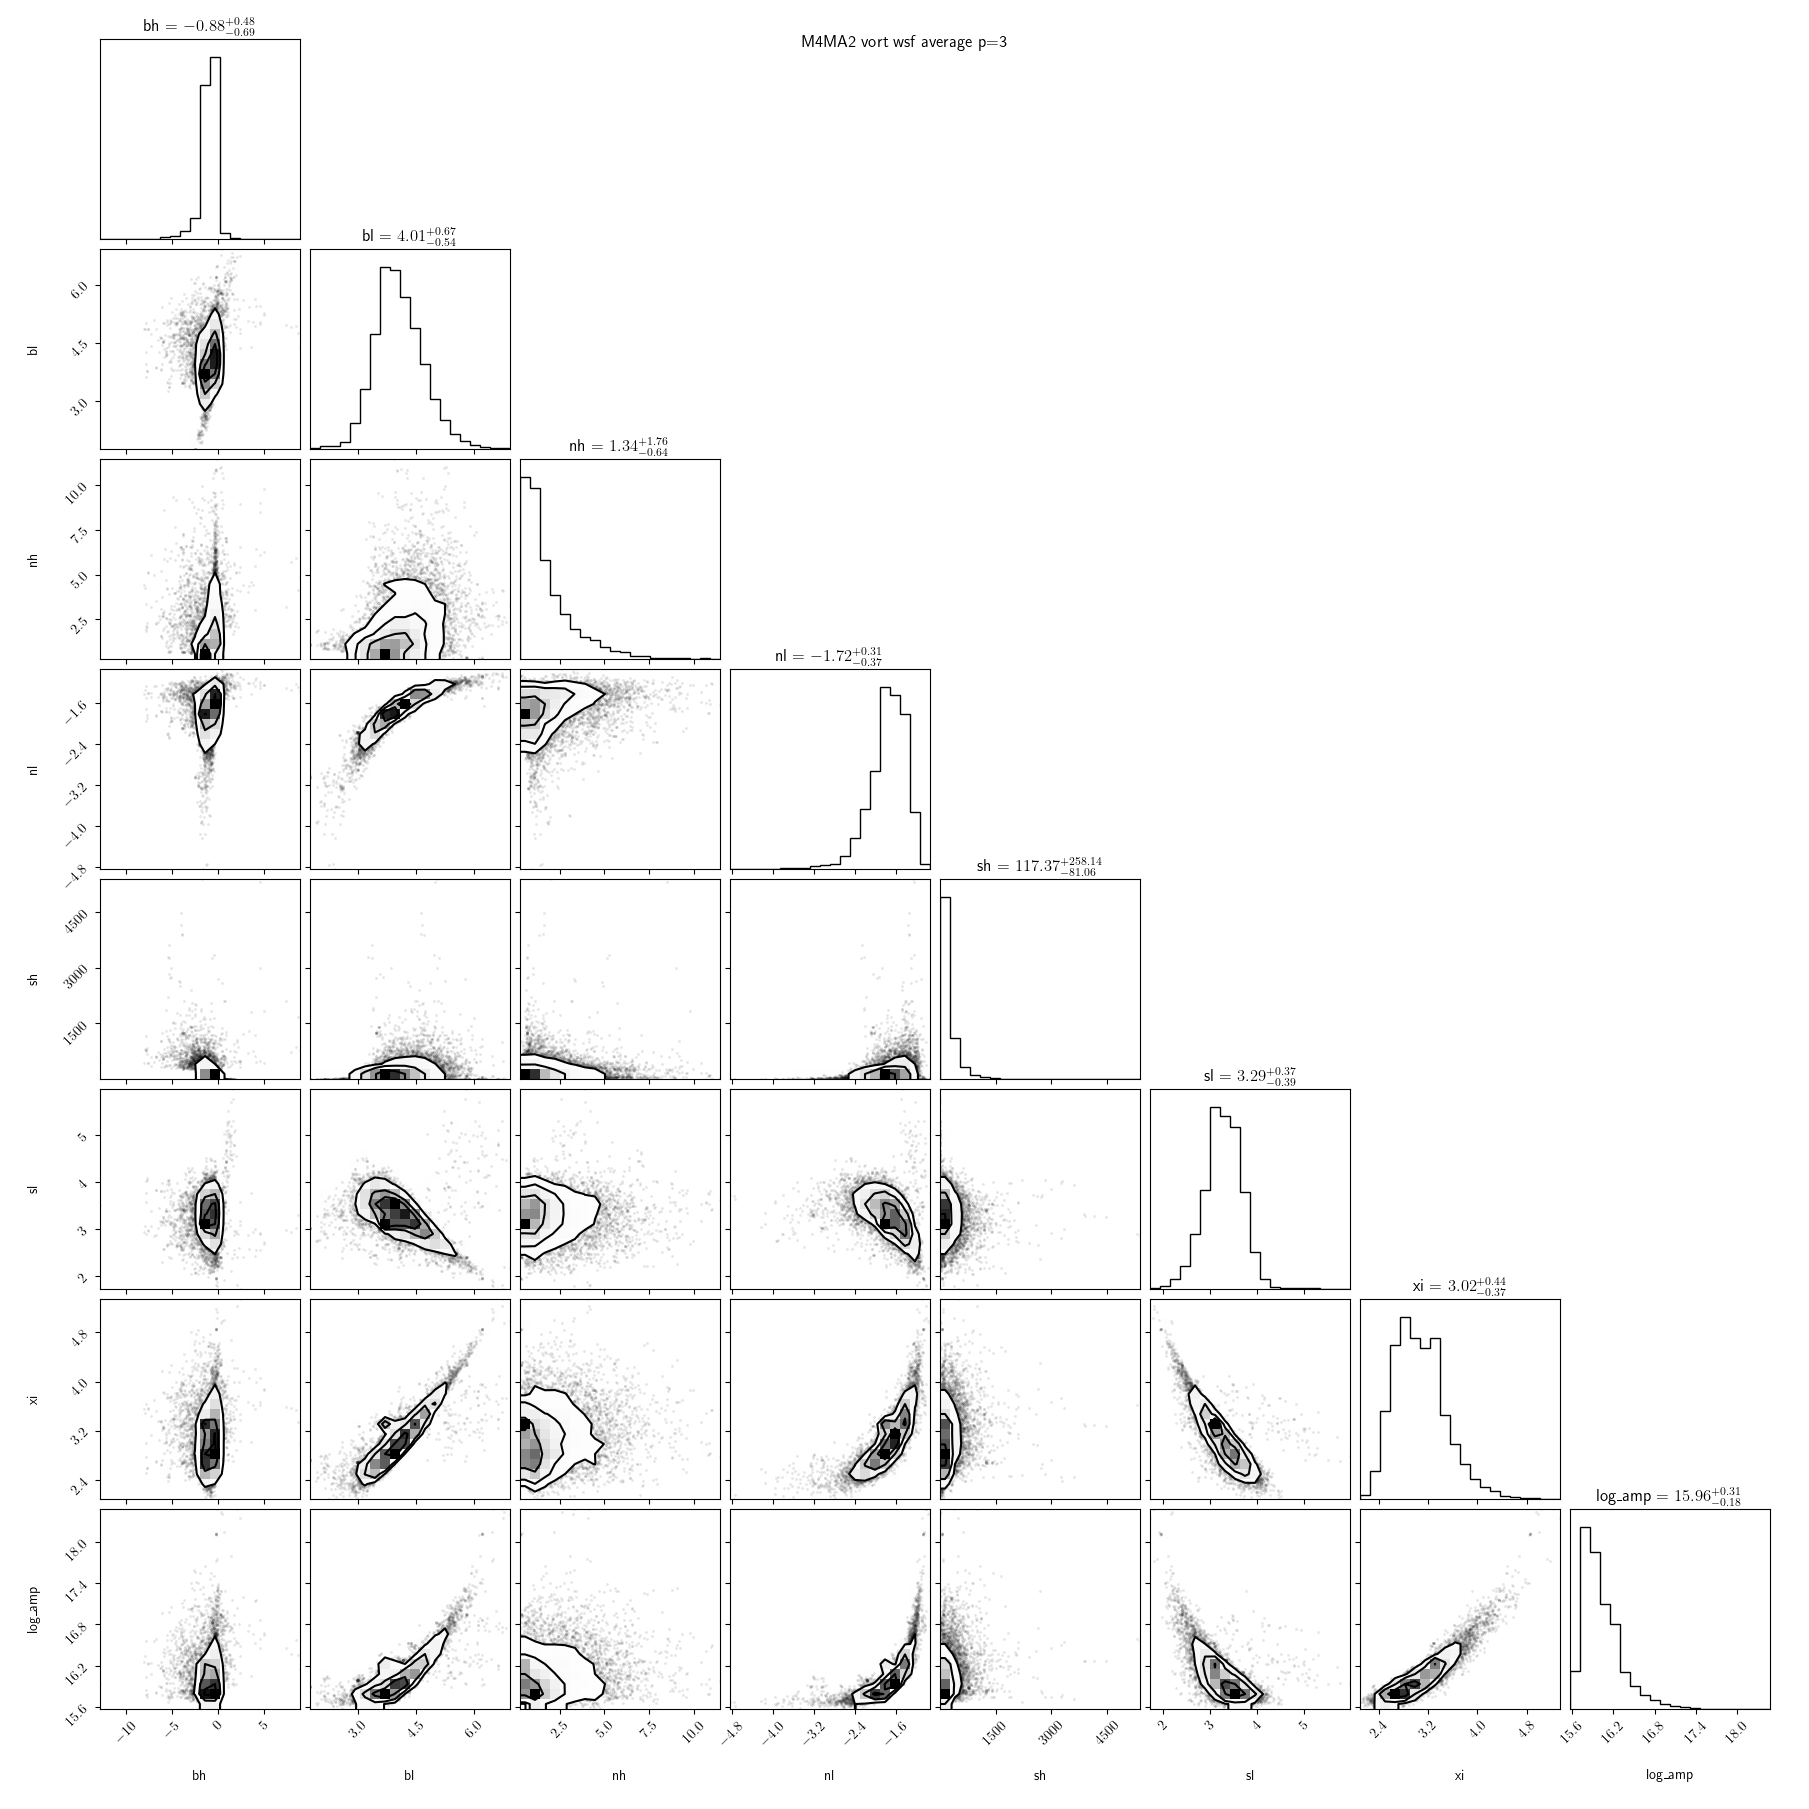 M4MA2 vort wsf average p=3
bh = −0.88+0.48 −0.69
bl = 4.01+0.67 −0.54
6.0
4.5
3.0
bl
nh = 1.34+1.76 −0.64
10.0
7.5
5.0
2.5
nh
nl = −1.72+0.31 −0.37
−1.6
−2.4
−3.2
−4.0
−4.8
nl
sh = 117.37+258.14 −81.06
4500
3000
1500
sh
sl = 3.29+0.37 −0.39
5
4
3
2
sl
xi = 3.02+0.44 −0.37
4.8
4.0
3.2
2.4
xi
log_amp = 15.96+0.31 −0.18
18.0
17.4
16.8
16.2
15.6
log_amp
−10 −5 0 5 3.0 4.5 6.0 2.5 5.0 7.5 10.0 −4.8 −4.0 −3.2 −2.4 −1.6 1500 3000 4500 2 3 4 5 2.4 3.2 4.0 4.8 15.6 16.2 16.8 17.4 18.0
bh bl nh nl sh sl xi log_amp